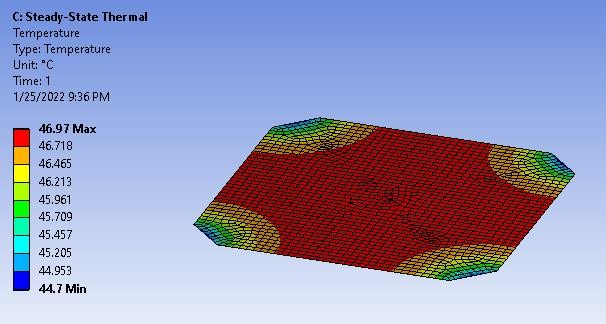 C: Steady-State Thermal
Temperature
Type: Temperature
Unit: °C
Time: 1
1/25/2022 9:36 PM
46.97 Max
46.718
46.465
46.213
45.961
45.709
45.457
45.205
44.953
44.7 Min